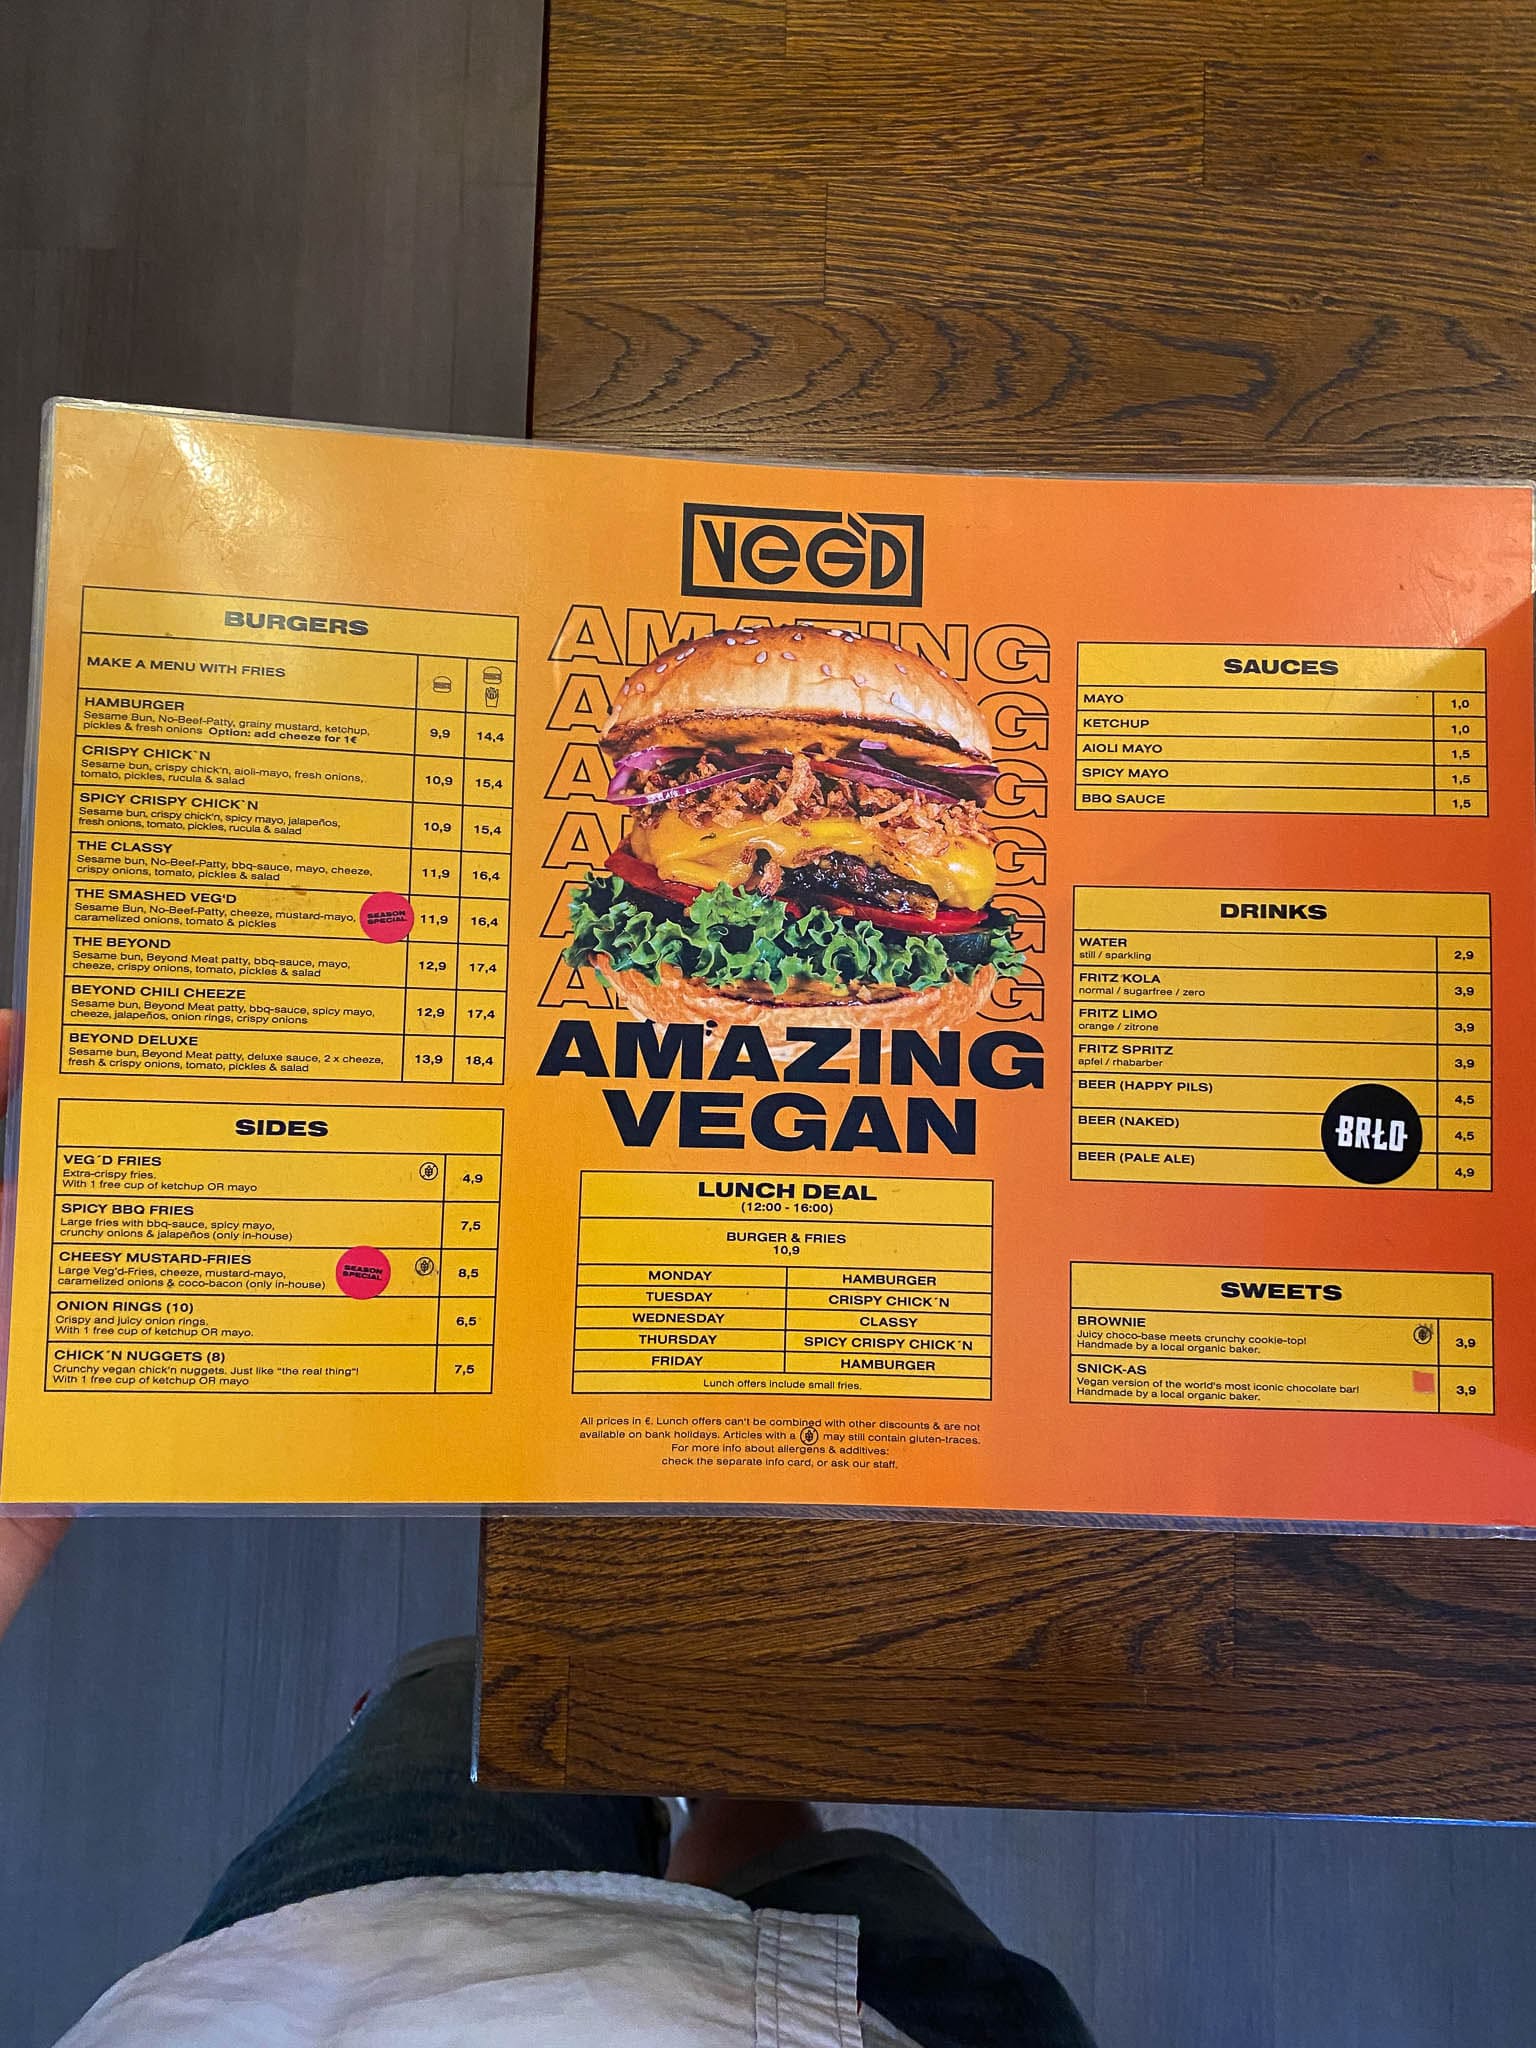 VEG'D
AMAZING
AMAZING
VEGAN
BURGERS
MAKE A MENU WITH FRIES
HAMBURGER
Sesame Bun, No-Beef-Patty, grainy mustard, ketchup,
pickles & fresh onions Option: add cheeze for 1€
9,9 14,4
CRISPY CHICK´N
Sesame bun, crispy chick'n, aioli-mayo, fresh onions,
tomato, pickles, rucula & salad
10,9 15,4
SPICY CRISPY CHICK´N
Sesame bun, crispy chick'n, spicy mayo, jalapeños,
fresh onions, tomato, pickles, rucula & salad
10,9 15,4
THE CLASSY
Sesame bun, No-Beef-Patty, bbq-sauce, mayo, cheeze,
crispy onions, tomato, pickles & salad
11,9 16,4
THE SMASHED VEG'D
Sesame Bun, No-Beef-Patty, cheeze, mustard-mayo,
caramelized onions, tomato & pickles
SEASON
SPECIAL
11,9 16,4
THE BEYOND
Sesame bun, Beyond Meat patty, bbq-sauce, mayo,
cheeze, crispy onions, tomato, pickles & salad
12,9 17,4
BEYOND CHILI CHEEZE
Sesame bun, Beyond Meat patty, bbq-sauce, spicy mayo,
cheeze, jalapeños, onion rings, crispy onions
12,9 17,4
BEYOND DELUXE
Sesame bun, Beyond Meat patty, deluxe sauce, 2 x cheeze,
fresh & crispy onions, tomato, pickles & salad
13,9 18,4
SIDES
VEG´D FRIES
Extra-crispy fries.
With 1 free cup of ketchup OR mayo
4,9
SPICY BBQ FRIES
Large fries with bbq-sauce, spicy mayo,
crunchy onions & jalapeños (only in-house)
7,5
CHEESY MUSTARD-FRIES
Large Veg'd-Fries, cheeze, mustard-mayo,
caramelized onions & coco-bacon (only in-house)
SEASON
SPECIAL
8,5
ONION RINGS (10)
Crispy and juicy onion rings.
With 1 free cup of ketchup OR mayo.
6,5
CHICK´N NUGGETS (8)
Crunchy vegan chick'n nuggets. Just like "the real thing"!
With 1 free cup of ketchup OR mayo
7,5
LUNCH DEAL
(12:00 - 16:00)
BURGER & FRIES
10,9
MONDAY HAMBURGER
TUESDAY CRISPY CHICK´N
WEDNESDAY CLASSY
THURSDAY SPICY CRISPY CHICK´N
FRIDAY HAMBURGER
Lunch offers include small fries.
All prices in €. Lunch offers can't be combined with other discounts & are not
available on bank holidays. Articles with a may still contain gluten-traces.
For more info about allergens & additives:
check the separate info card, or ask our staff.
SAUCES
MAYO 1,0
KETCHUP 1,0
AIOLI MAYO 1,5
SPICY MAYO 1,5
BBQ SAUCE 1,5
DRINKS
WATER
still / sparkling
2,9
FRITZ KOLA
normal / sugarfree / zero
3,9
FRITZ LIMO
orange / zitrone
3,9
FRITZ SPRITZ
apfel / rhabarber
3,9
BEER (HAPPY PILS) 4,5
BEER (NAKED) 4,5
BEER (PALE ALE) 4,9
BRŁO
SWEETS
BROWNIE
Juicy choco-base meets crunchy cookie-top!
Handmade by a local organic baker.
3,9
SNICK-AS
Vegan version of the world's most iconic chocolate bar!
Handmade by a local organic baker.
3,9